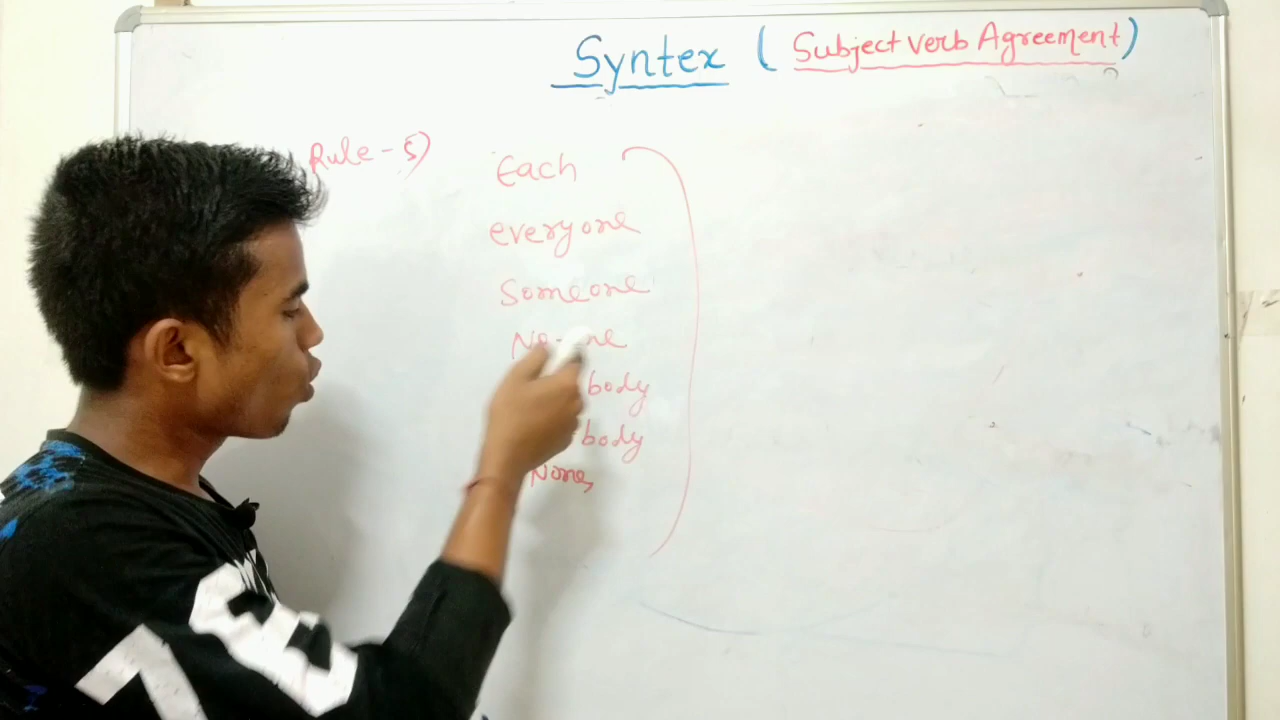 Syntex ( Subject verb Agreement )
Rule-5)
Each
everyone
Someone
body
body
None,